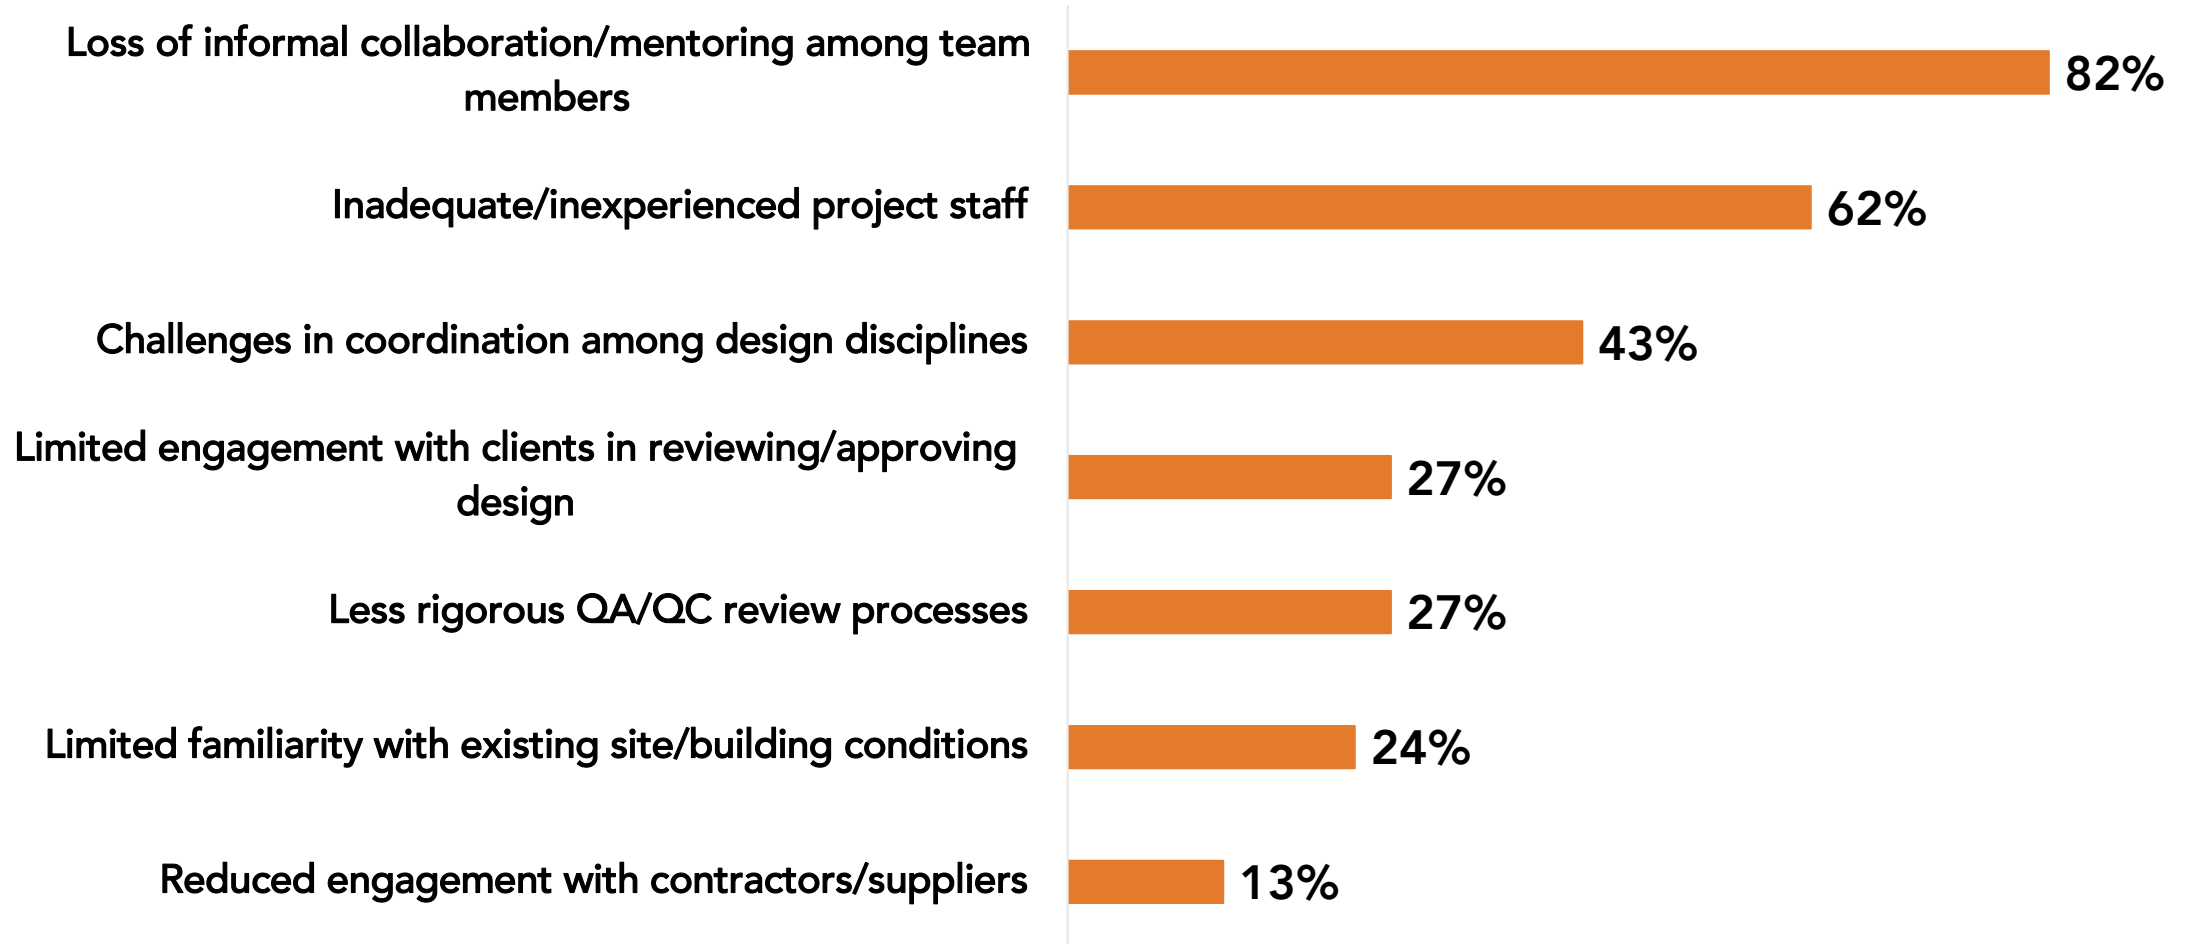 Loss of informal collaboration/mentoring among team
members
82%
Inadequate/inexperienced project staff
62%
Challenges in coordination among design disciplines
43%
Limited engagement with clients in reviewing/approving
design
27%
Less rigorous QA/QC review processes
27%
Limited familiarity with existing site/building conditions
24%
Reduced engagement with contractors/suppliers
13%